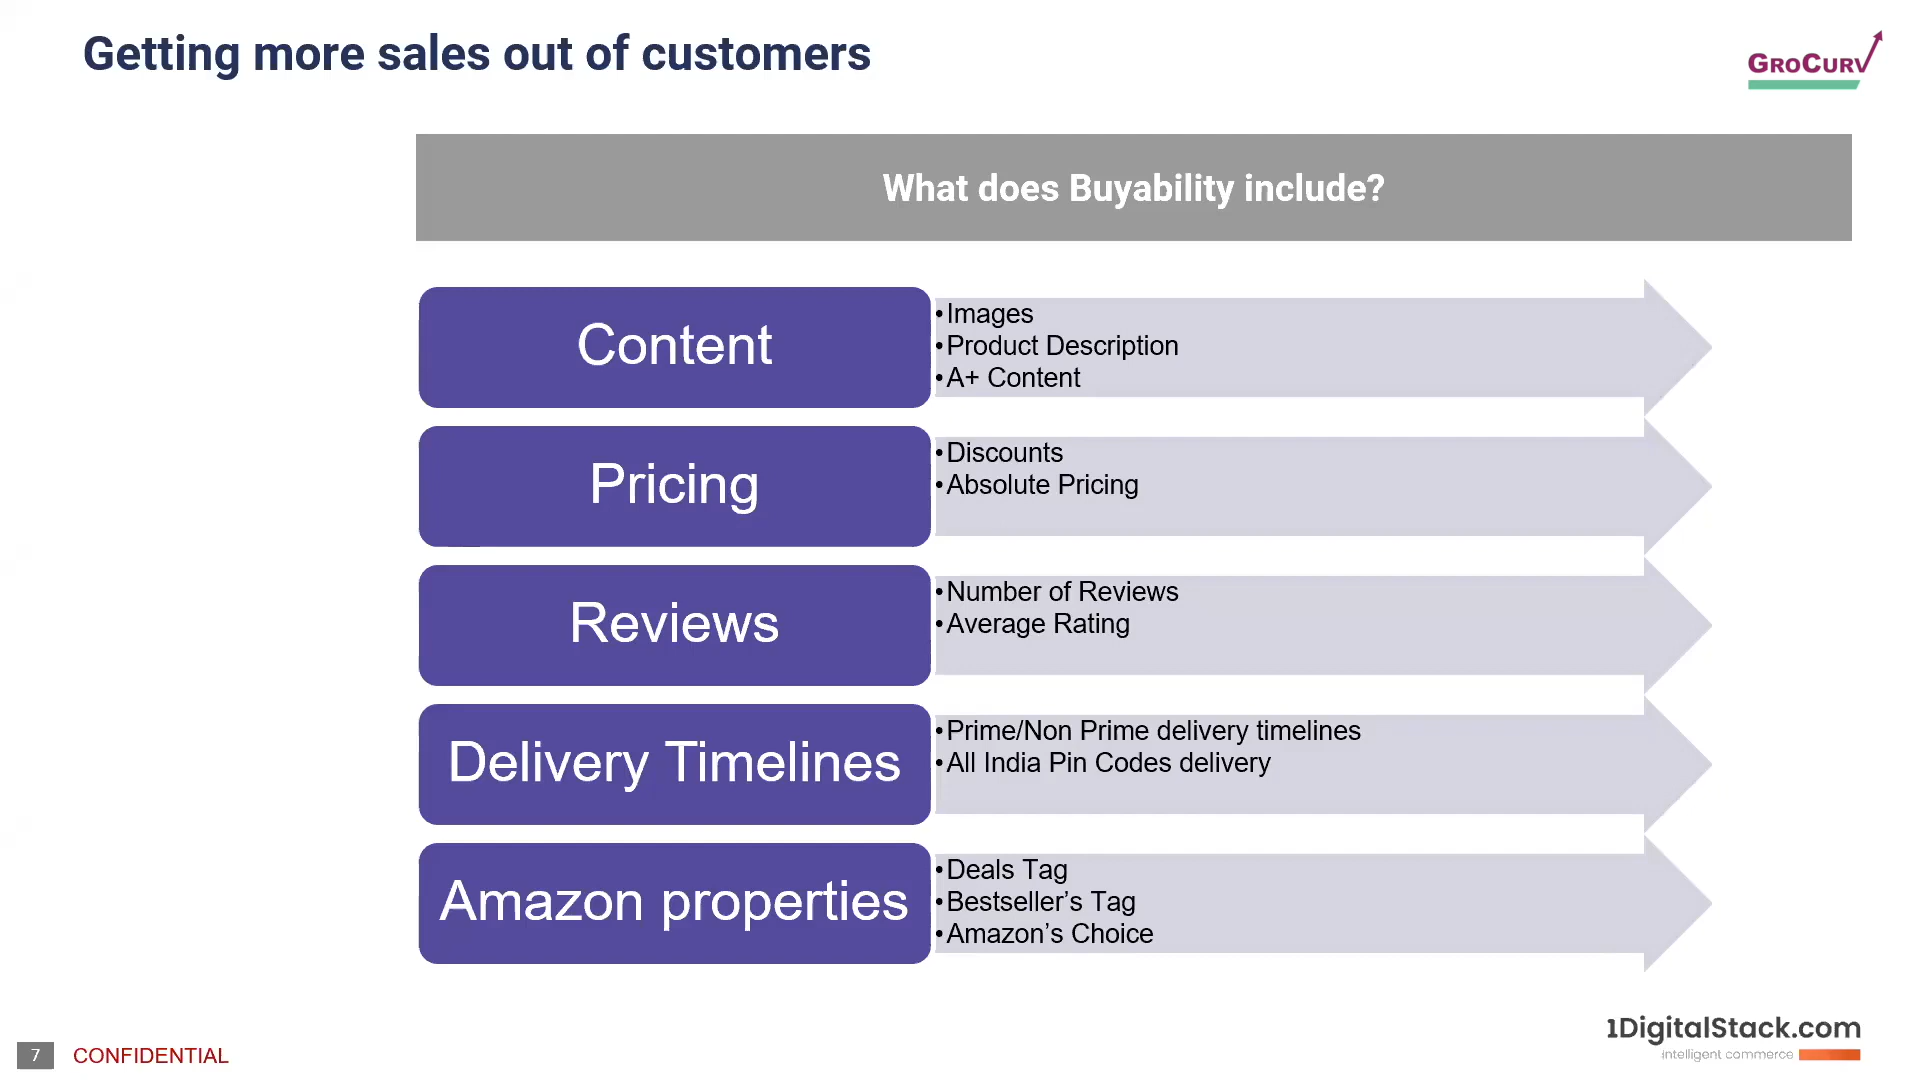 Getting more sales out of customers
GROCURV
What does Buyability include?
Content
•Images
•Product Description
•A+ Content
Pricing
•Discounts
•Absolute Pricing
Reviews
•Number of Reviews
•Average Rating
Delivery Timelines
•Prime/Non Prime delivery timelines
•All India Pin Codes delivery
Amazon properties
•Deals Tag
•Bestseller’s Tag
•Amazon’s Choice
7 CONFIDENTIAL
1DigitalStack.com
intelligent commerce